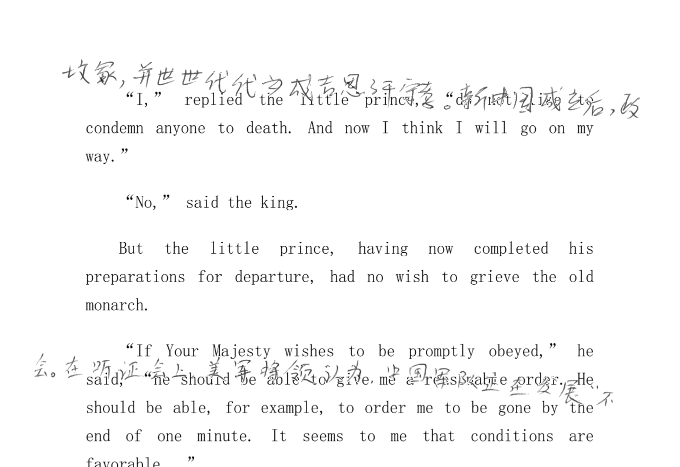 坟冢,并世世代代为成吉思汗守墓。新中国成立后,政
“I,” replied the little prince, “do not like to
condemn anyone to death. And now I think I will go on my
way.”
“No,” said the king.
But the little prince, having now completed his
preparations for departure, had no wish to grieve the old
monarch.
“If Your Majesty wishes to be promptly obeyed,” he
会。在听证会上,美军将领认为,中国军队正在发展、不
said, “he should be able to give me a reasonable order. He
should be able, for example, to order me to be gone by the
end of one minute. It seems to me that conditions are
favorable...”